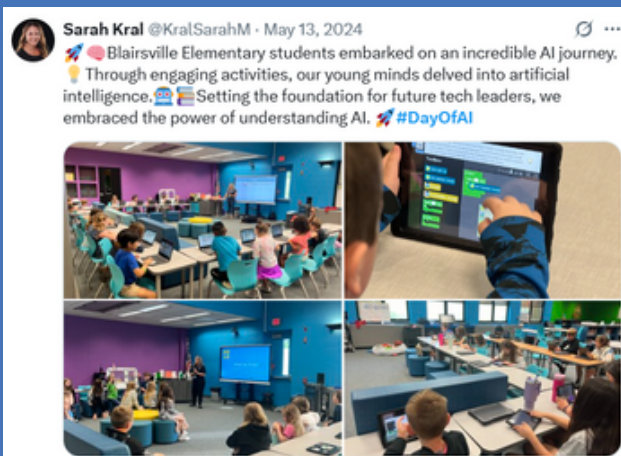 Sarah Kral @KralSarahM · May 13, 2024
🚀🧠Blairsville Elementary students embarked on an incredible AI journey.
💡Through engaging activities, our young minds delved into artificial
intelligence.🤖📚Setting the foundation for future tech leaders, we
embraced the power of understanding AI. 🚀#DayOfAI